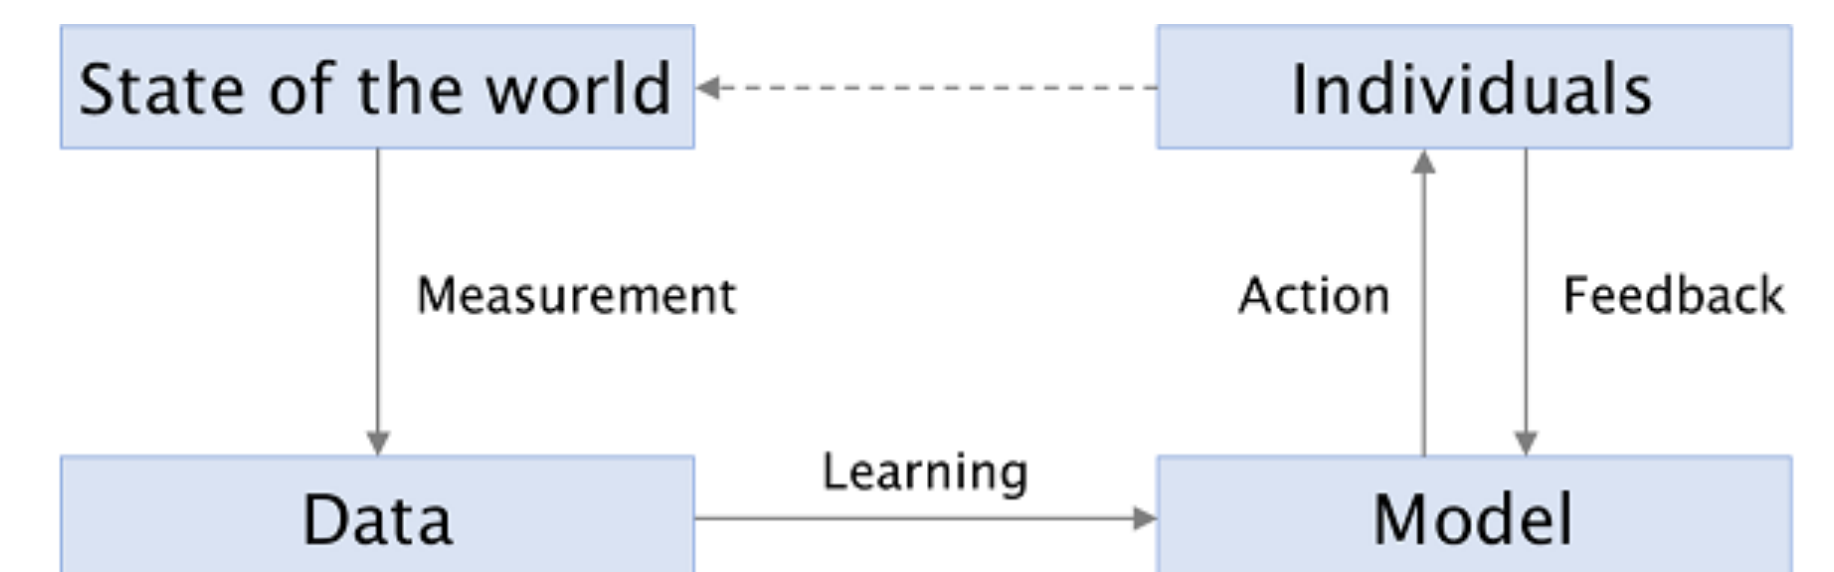 State of the world
Individuals
Measurement
Action
Feedback
Learning
Data
Model